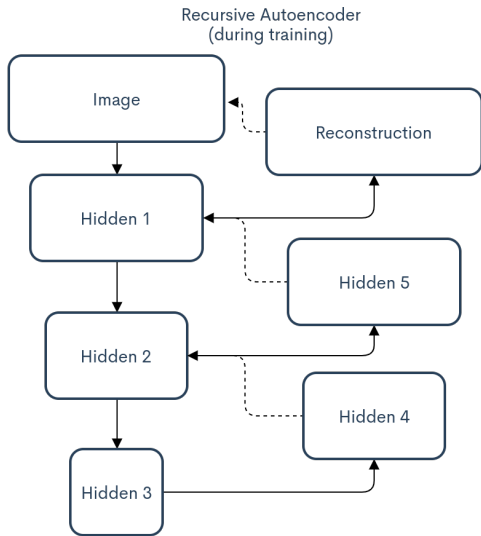 Recursive Autoencoder
(during training)
Image
Reconstruction
Hidden 1
Hidden 5
Hidden 2
Hidden 4
Hidden 3